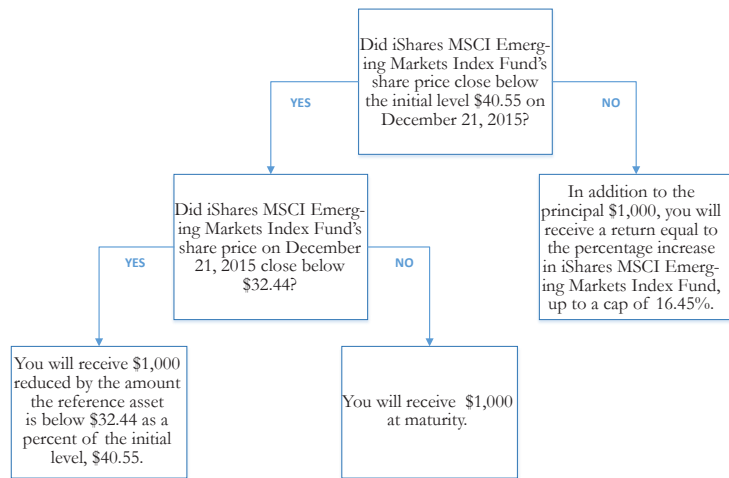 Did iShares MSCI Emerg-
ing Markets Index Fund's
share price close below
the initial level $40.55 on
December 21, 2015?
YES
NO
Did iShares MSCI Emerg-
ing Markets Index Fund's
share price on December
21, 2015 close below
$32.44?
In addition to the
principal $1,000, you will
receive a return equal to
the percentage increase
in iShares MSCI Emerg-
ing Markets Index Fund,
up to a cap of 16.45%.
YES
NO
You will receive $1,000
reduced by the amount
the reference asset
is below $32.44 as a
percent of the initial
level, $40.55.
You will receive $1,000
at maturity.